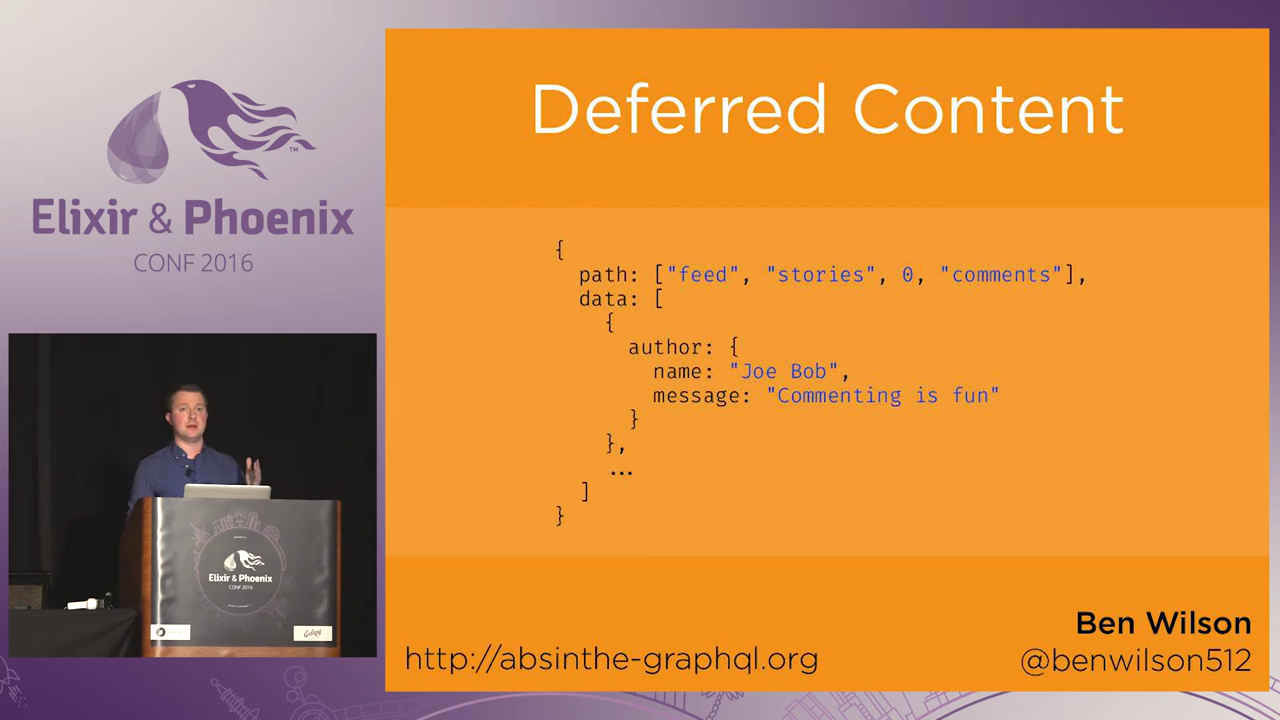 Elixir & Phoenix
™
CONF 2016
Deferred Content
{
path: ["feed", "stories", 0, "comments"],
data: [
{
author: {
name: "Joe Bob",
message: "Commenting is fun"
}
},
...
]
}
Ben Wilson
http://absinthe-graphql.org
@benwilson512
Elixir & Phoenix
CONF 2016